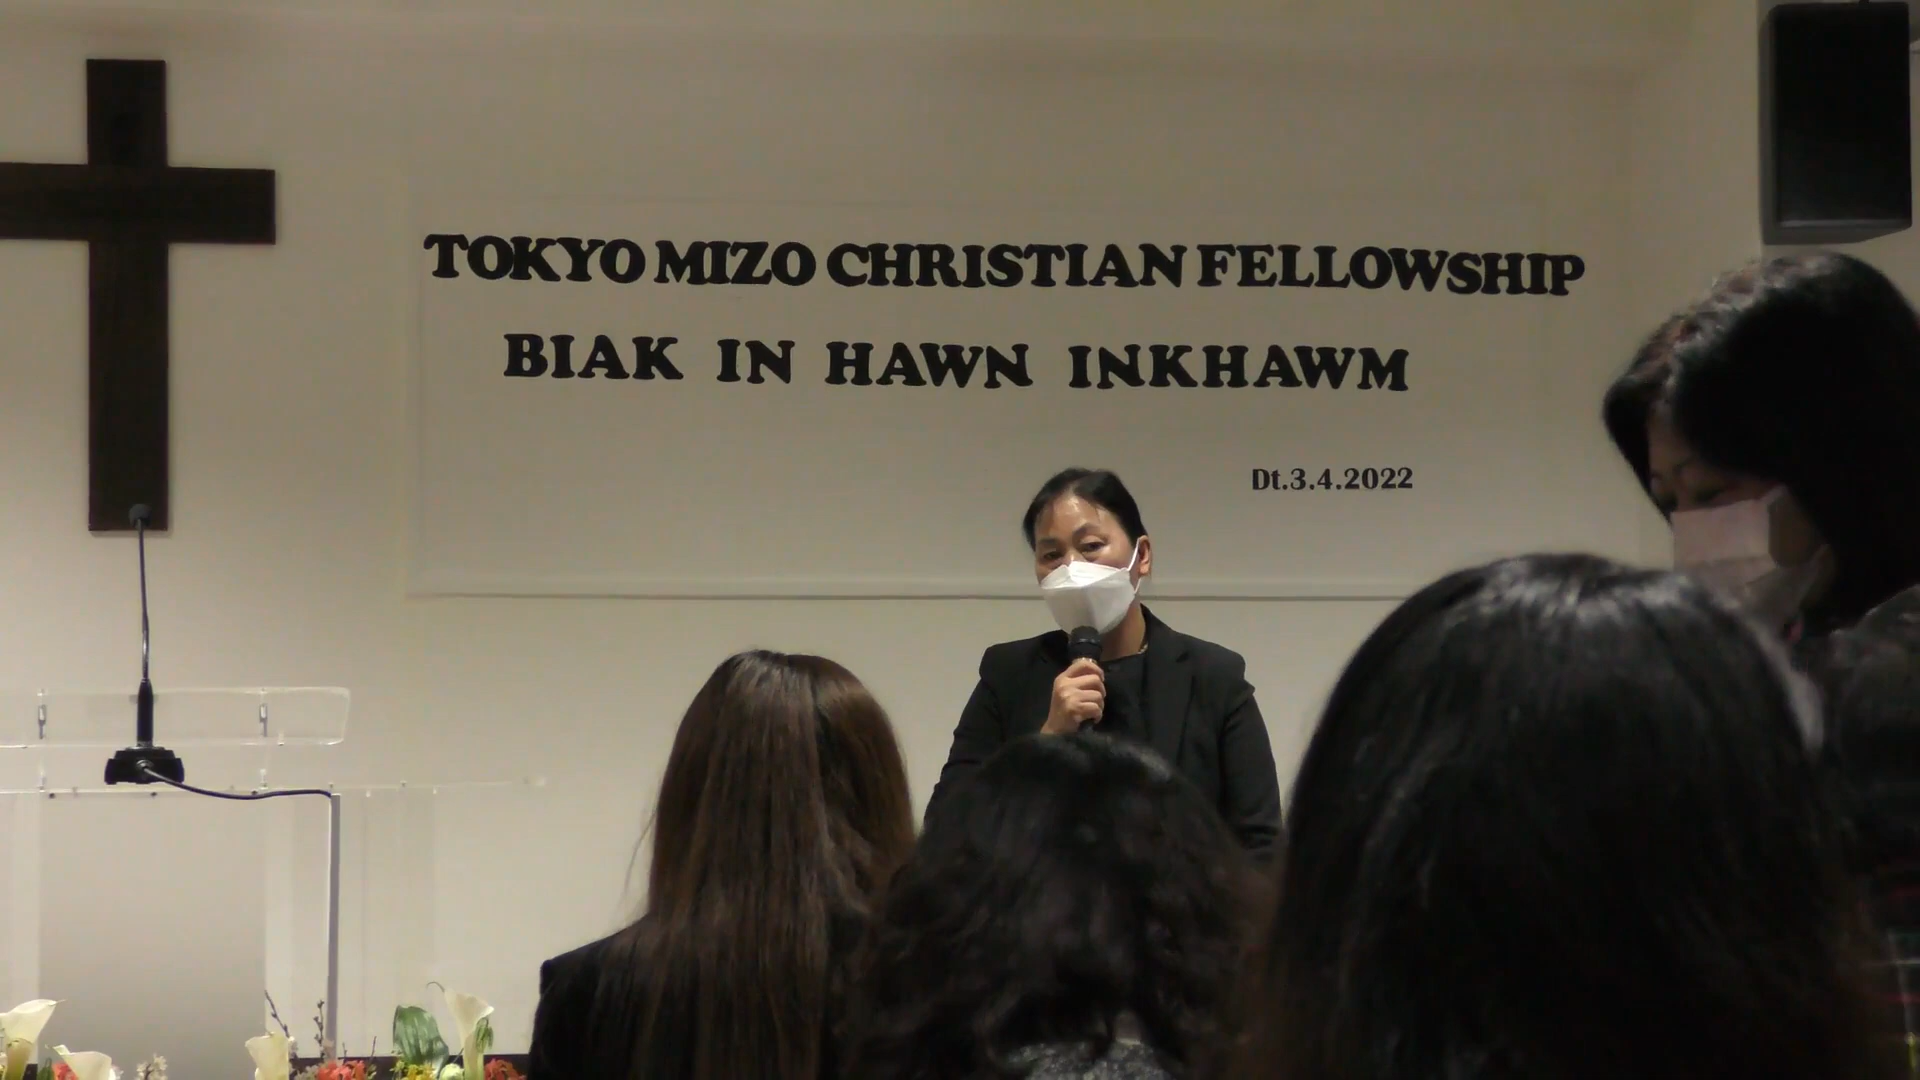 TOKYO MIZO CHRISTIAN FELLOWSHIP
BIAK IN HAWN INKHAWM
Dt.3.4.2022